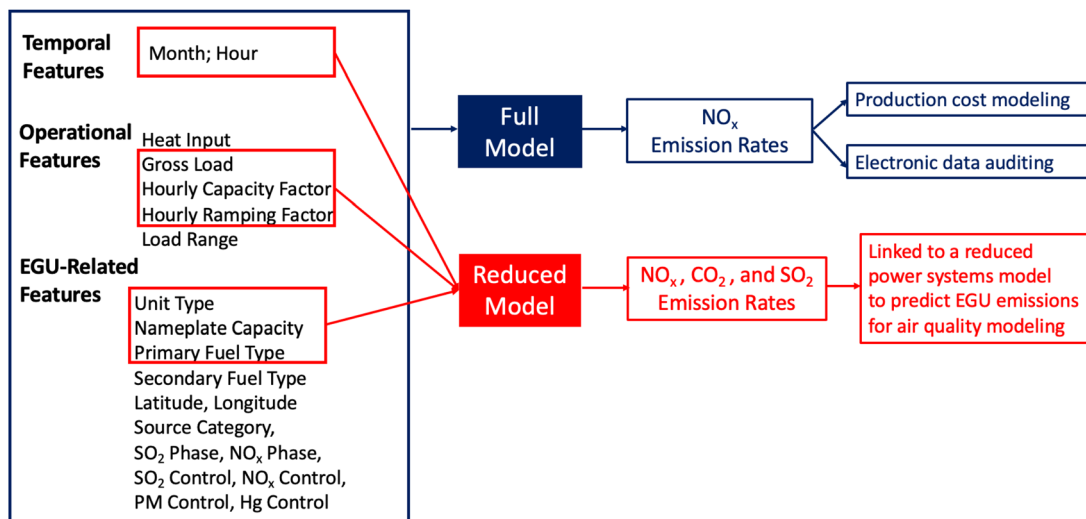 Temporal
Features
Month; Hour
Operational
Features
Heat Input
Gross Load
Hourly Capacity Factor
Hourly Ramping Factor
Load Range
EGU-Related
Features
Unit Type
Nameplate Capacity
Primary Fuel Type
Secondary Fuel Type
Latitude, Longitude
Source Category,
SO₂ Phase, NOₓ Phase,
SO₂ Control, NOₓ Control,
PM Control, Hg Control
Full
Model
NOₓ
Emission Rates
Production cost modeling
Electronic data auditing
Reduced
Model
NOₓ, CO₂, and SO₂
Emission Rates
Linked to a reduced
power systems model
to predict EGU emissions
for air quality modeling